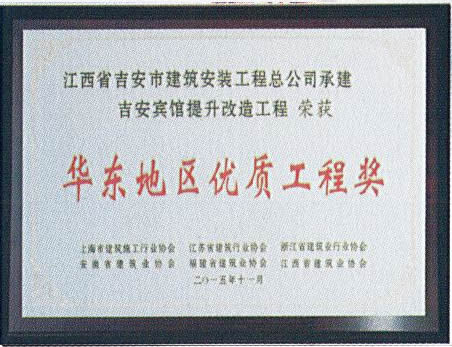 江西省吉安市建筑安装工程总公司承建
吉安宾馆提升改造工程 荣获
华东地区优质工程奖
上海市建筑施工行业协会 江苏省建筑行业协会 浙江省建筑业行业协会
安徽省建筑业协会 福建省建筑业协会 江西省建筑业协会
二〇一五年十一月